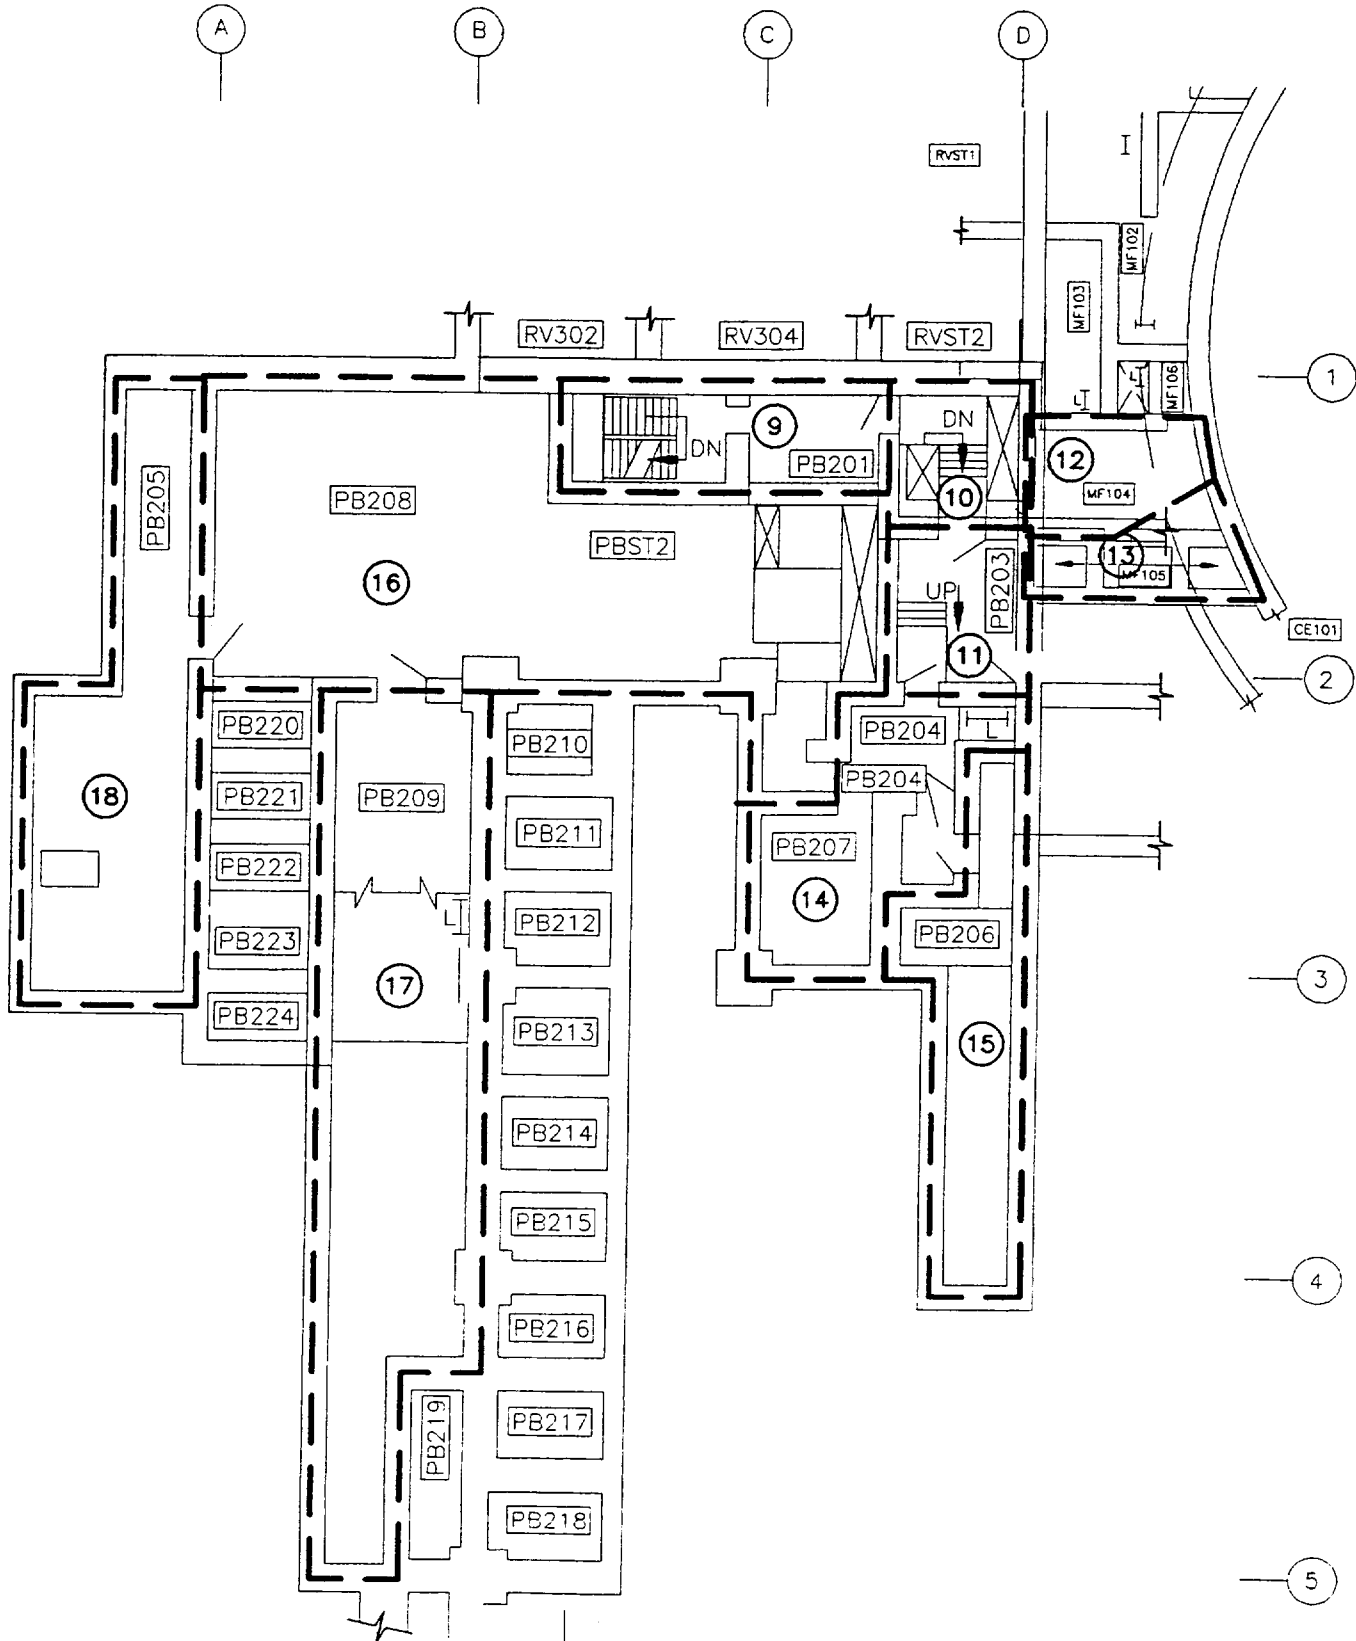 A
B
C
D
RVST1
I
MF102
MF103
RV302
RV304
RVST2
1
MF106
L
L
9
DN
DN
PB201
12
MF104
10
PB205
PB208
PBST2
16
13
MF105
PB203
UP
11
CE101
2
PB220
PB210
PB204
L
PB204
18
PB221
PB209
PB211
PB207
PB222
14
L
PB212
PB223
PB206
17
3
PB224
PB213
15
PB214
PB215
4
PB216
PB219
PB217
PB218
5